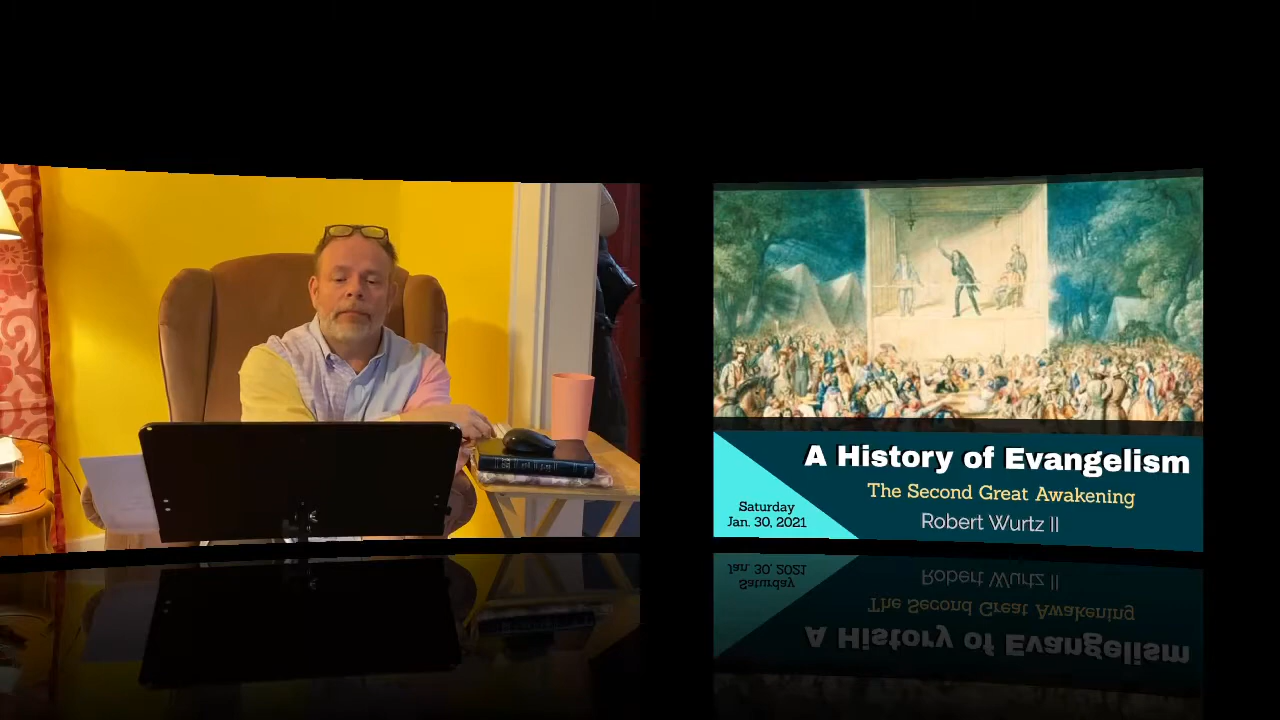 A History of Evangelism
The Second Great Awakening
Robert Wurtz II
Saturday
Jan. 30, 2021